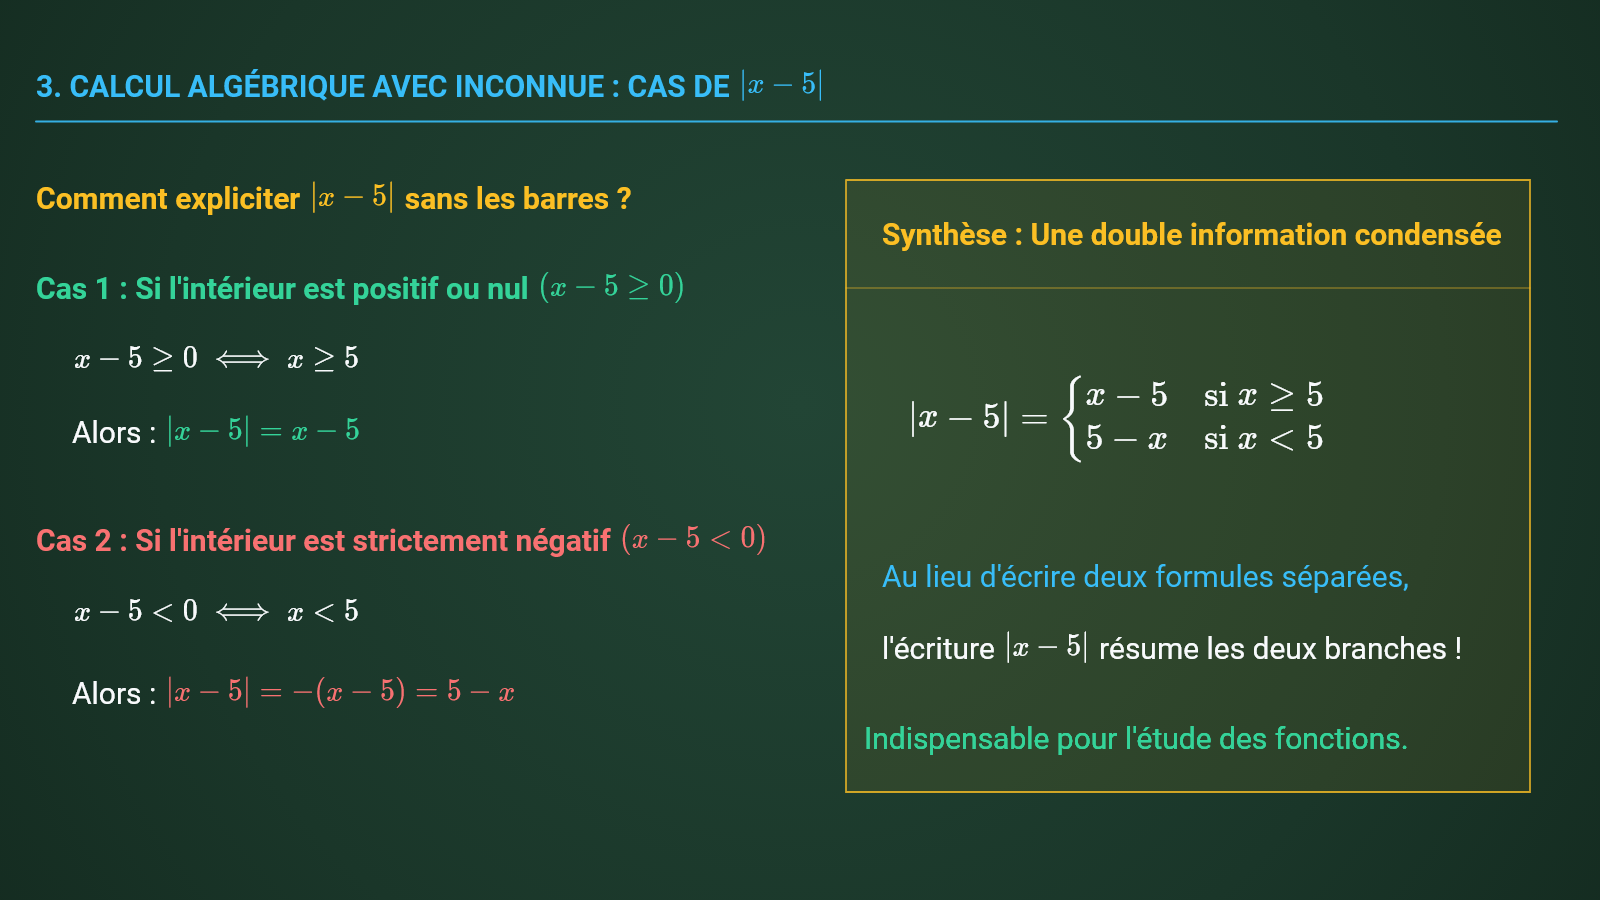 3. CALCUL ALGÉBRIQUE AVEC INCONNUE : CAS DE |x − 5|
Comment expliciter |x − 5| sans les barres ?
Cas 1 : Si l'intérieur est positif ou nul (x − 5 ≥ 0)
x − 5 ≥ 0 ⟺ x ≥ 5
Alors : |x − 5| = x − 5
Cas 2 : Si l'intérieur est strictement négatif (x − 5 < 0)
x − 5 < 0 ⟺ x < 5
Alors : |x − 5| = −(x − 5) = 5 − x
Synthèse : Une double information condensée
|x − 5| = {
x − 5 si x ≥ 5
5 − x si x < 5
Au lieu d'écrire deux formules séparées,
l'écriture |x − 5| résume les deux branches !
Indispensable pour l'étude des fonctions.